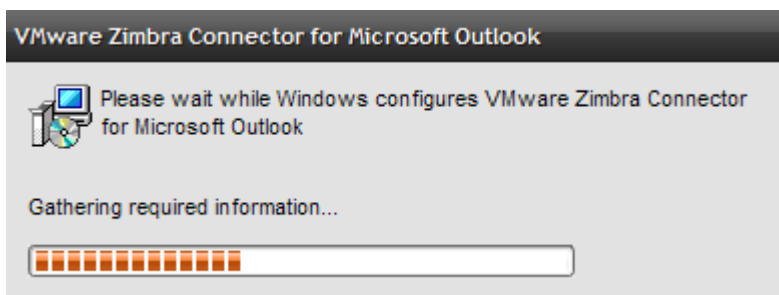 VMware Zimbra Connector for Microsoft Outlook
Please wait while Windows configures VMware Zimbra Connector
for Microsoft Outlook
Gathering required information...